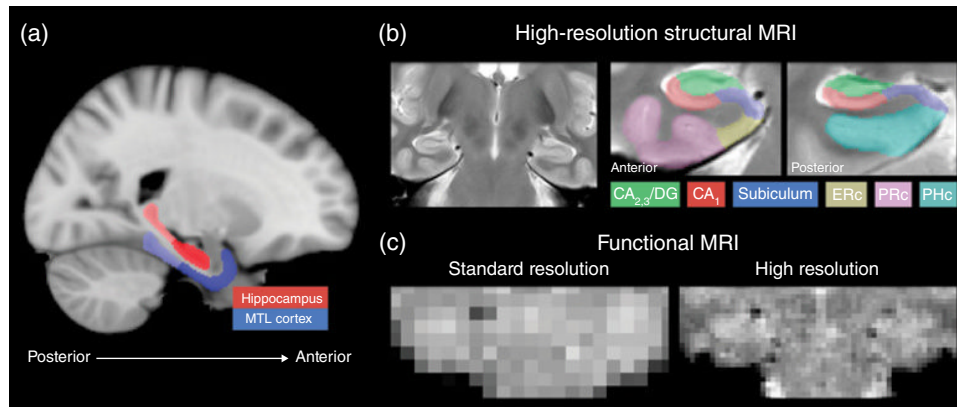 (a)
Hippocampus
MTL cortex
Posterior
Anterior
(b)
High-resolution structural MRI
Anterior
Posterior
CA2,3/DG
CA1
Subiculum
ERc
PRc
PHc
(c)
Functional MRI
Standard resolution
High resolution